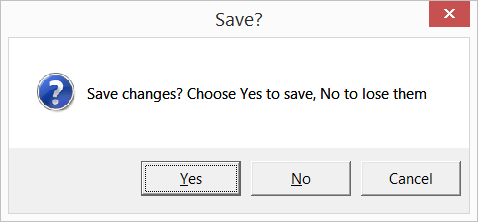 Save?
Save changes? Choose Yes to save, No to lose them
Yes
No
Cancel